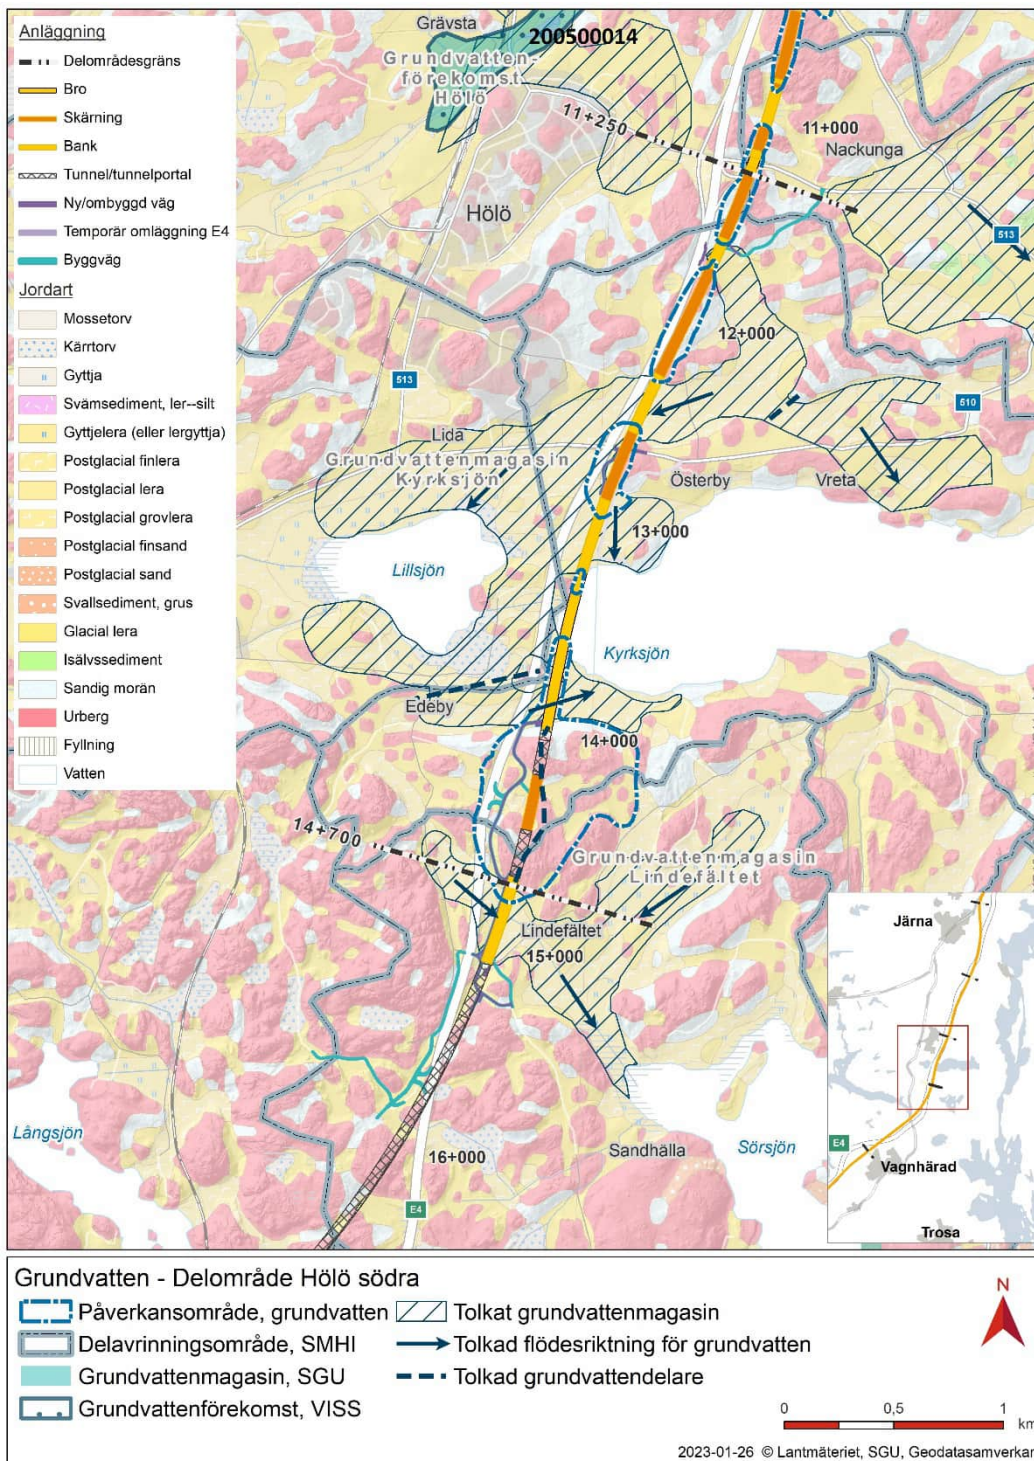 Anläggning
Delområdesgräns
Bro
Skärning
Bank
Tunnel/tunnelportal
Ny/ombyggd väg
Temporär omläggning E4
Byggväg
Jordart
Mossetorv
Kärrtorv
Gyttja
Svämsediment, ler--silt
Gyttjelera (eller lergyttja)
Postglacial finlera
Postglacial lera
Postglacial grovlera
Postglacial finsand
Postglacial sand
Svallsediment, grus
Glacial lera
Isälvssediment
Sandig morän
Urberg
Fyllning
Vatten
Grävsta
200500014
Grundvatten-
förekomst
Hölö
11+250
11+000
Nackunga
Hölö
513
12+000
513
510
Lida
Grundvattenmagasin
Kyrksjön
Österby
Vreta
13+000
Lillsjön
Kyrksjön
Edeby
14+000
14+700
Grundvattenmagasin
Lindefältet
Lindefältet
15+000
Långsjön
Sandhälla
Sörsjön
16+000
E4
Järna
E4
Vagnhärad
Trosa
Grundvatten - Delområde Hölö södra
Påverkansområde, grundvatten
Delavrinningsområde, SMHI
Grundvattenmagasin, SGU
Grundvattenförekomst, VISS
Tolkat grundvattenmagasin
Tolkad flödesriktning för grundvatten
Tolkad grundvattendelare
N
0 0,5 1
km
2023-01-26 © Lantmäteriet, SGU, Geodatasamverkan